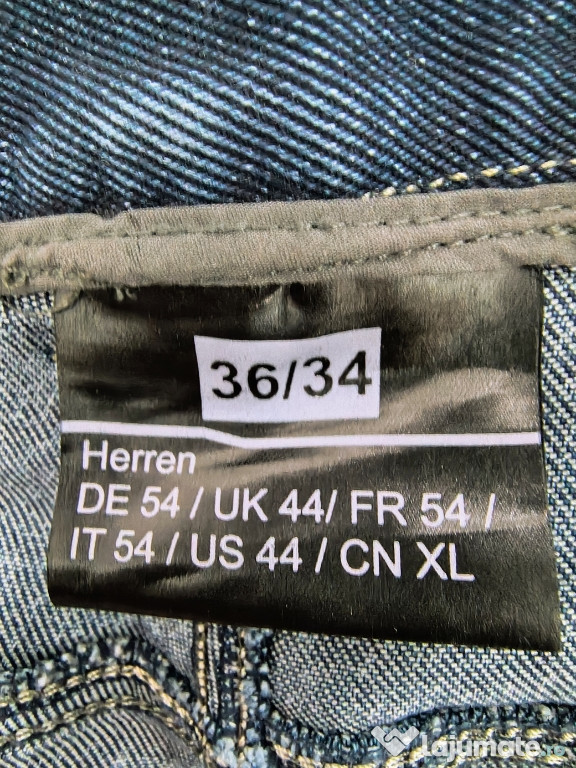 36/34
Herren
DE 54 / UK 44/ FR 54 /
IT 54 / US 44 / CN XL
Lajumate.ro